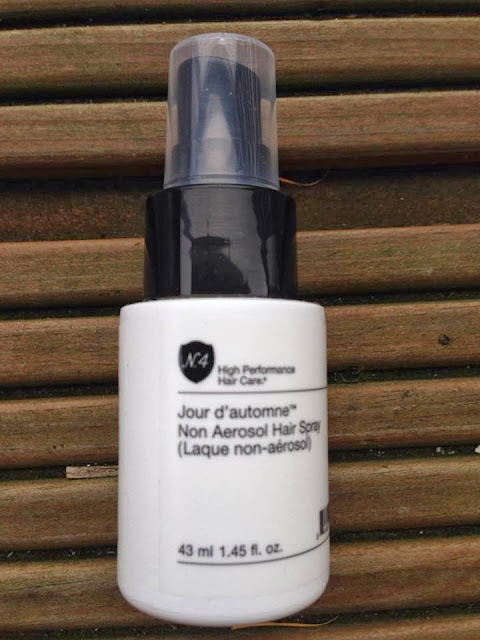 N.4
High Performance
Hair Care.®
Jour d'automne™
Non Aerosol Hair Spray
(Laque non-aérosol)
43 ml 1.45 fl. oz.